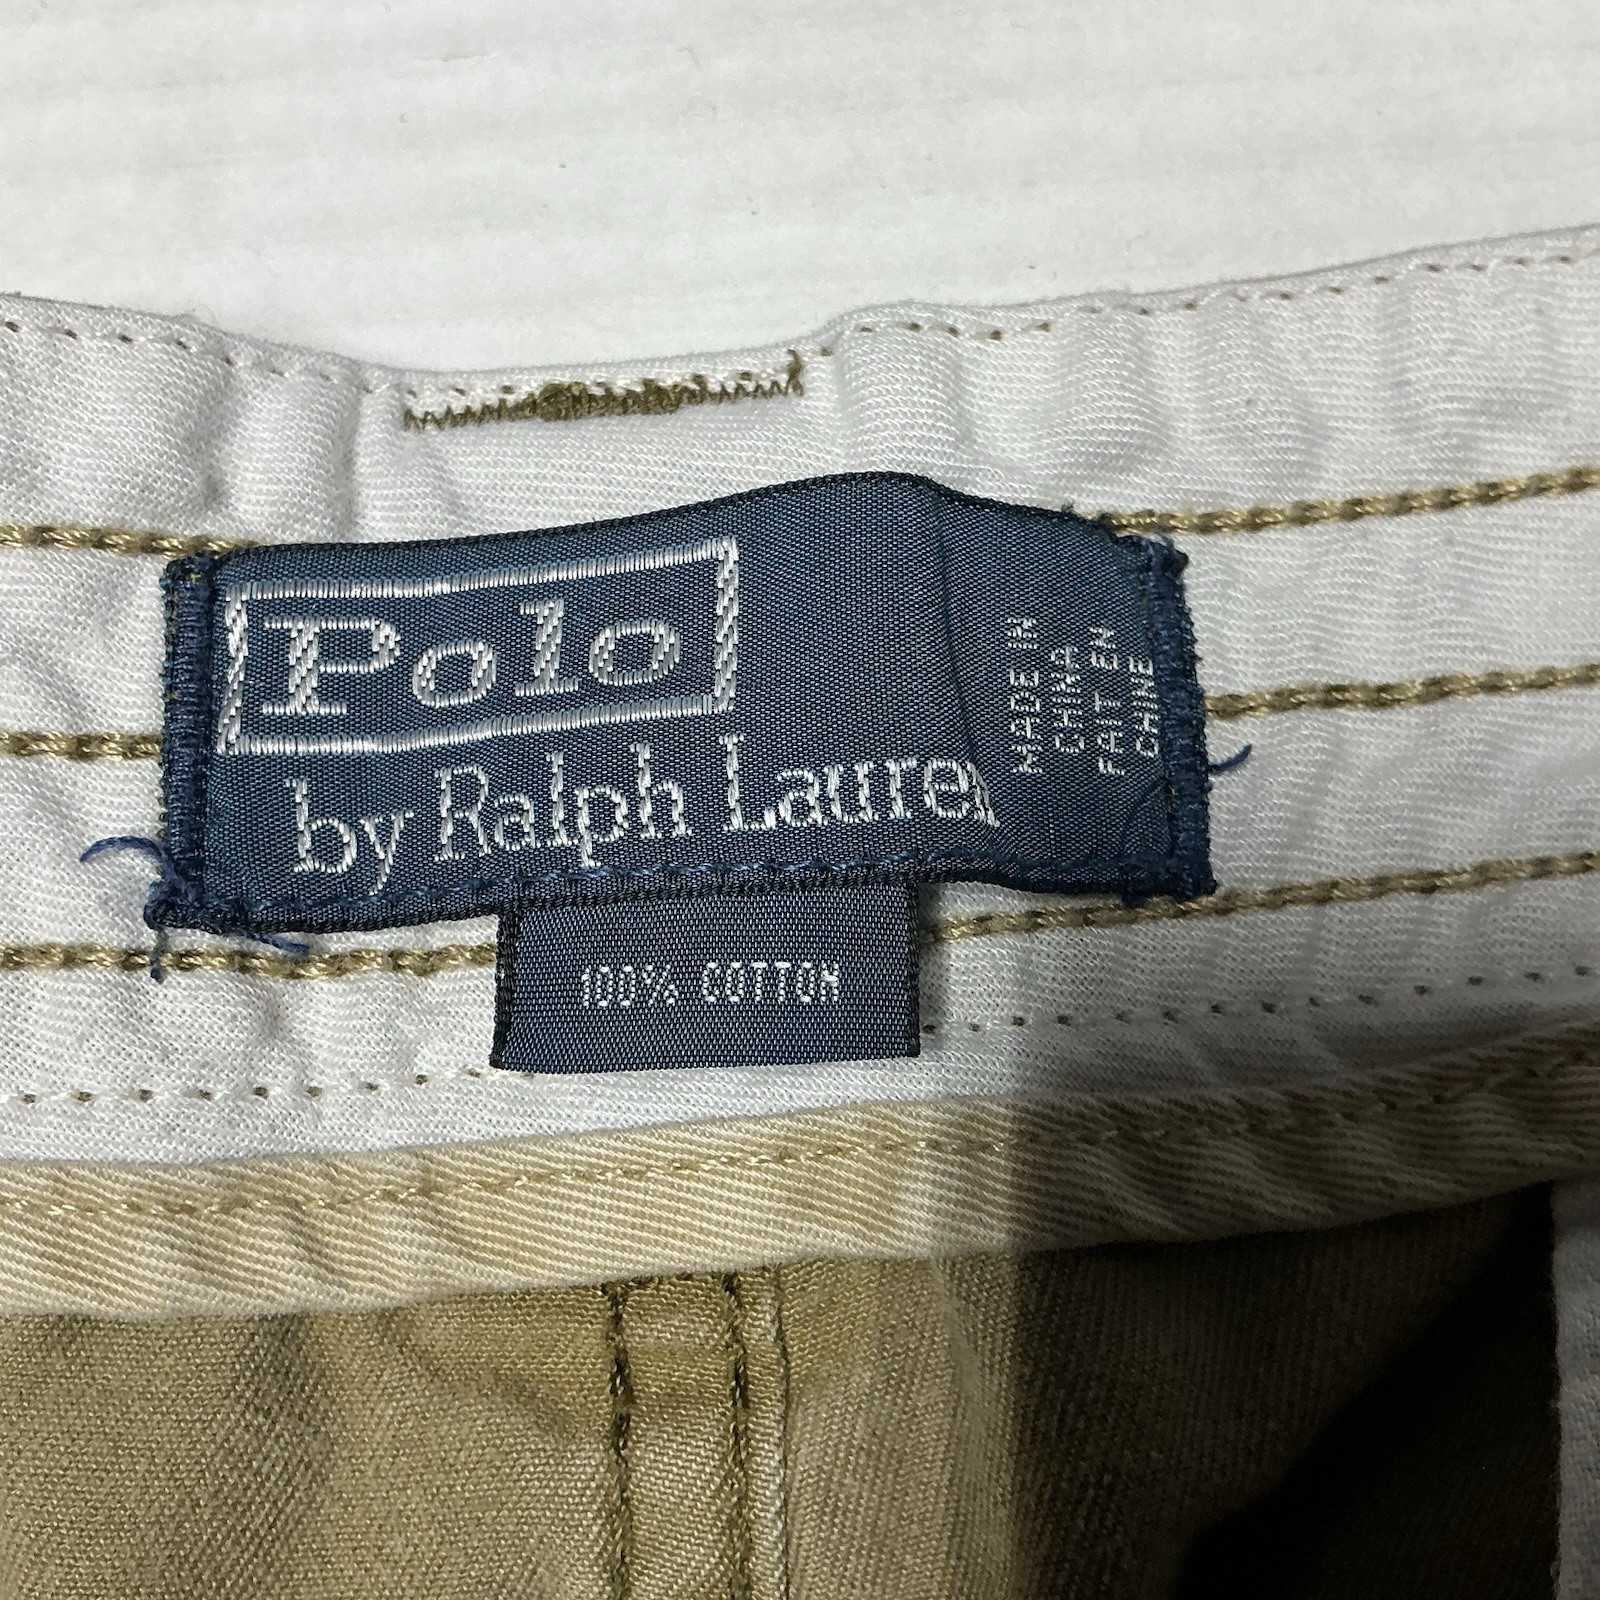 Polo
by Ralph Lauren
MADE IN
CHINA
FAIT EN
CHINE
100% COTTON